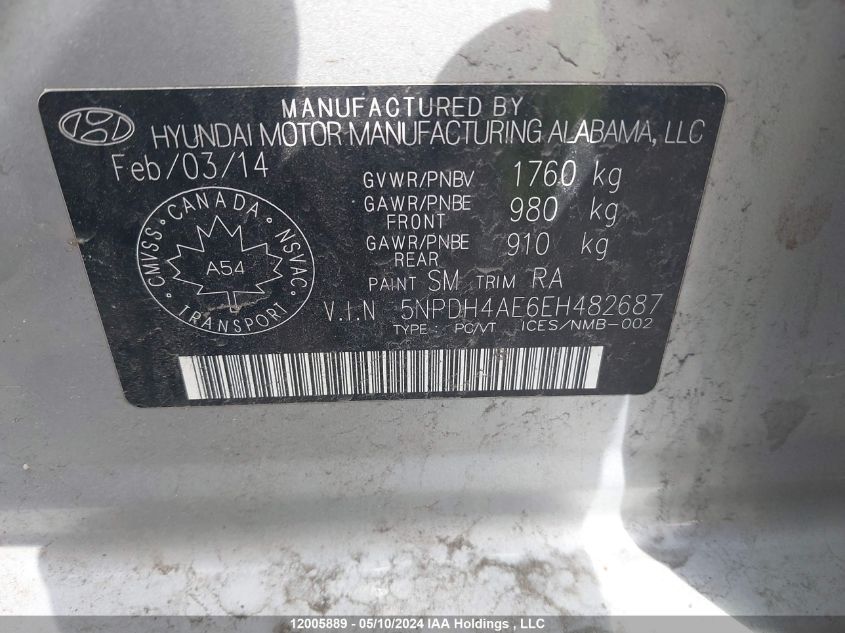 MANUFACTURED BY
HYUNDAI MOTOR MANUFACTURING ALABAMA, LLC
Feb/03/14
GVWR/PNBV 1760 kg
GAWR/PNBE FRONT 980 kg
GAWR/PNBE REAR 910 kg
PAINT SM TRIM RA
CMVSS · CANADA · NSVAC
A54
TRANSPORT
V.I.N 5NPDH4AE6EH482687
TYPE : PC/VT ICES/NMB-002
12005889 - 05/10/2024 IAA Holdings , LLC